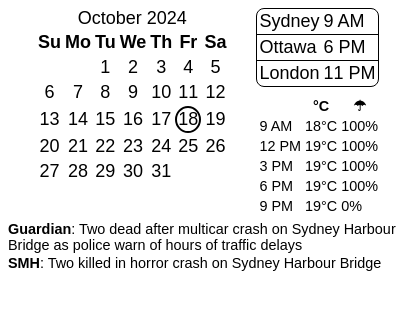 October 2024
Su Mo Tu We Th Fr Sa
1 2 3 4 5
6 7 8 9 10 11 12
13 14 15 16 17 18 19
20 21 22 23 24 25 26
27 28 29 30 31
Sydney 9 AM
Ottawa 6 PM
London 11 PM
°C ☂
9 AM 18°C 100%
12 PM 19°C 100%
3 PM 19°C 100%
6 PM 19°C 100%
9 PM 19°C 0%
Guardian: Two dead after multicar crash on Sydney Harbour
Bridge as police warn of hours of traffic delays
SMH: Two killed in horror crash on Sydney Harbour Bridge